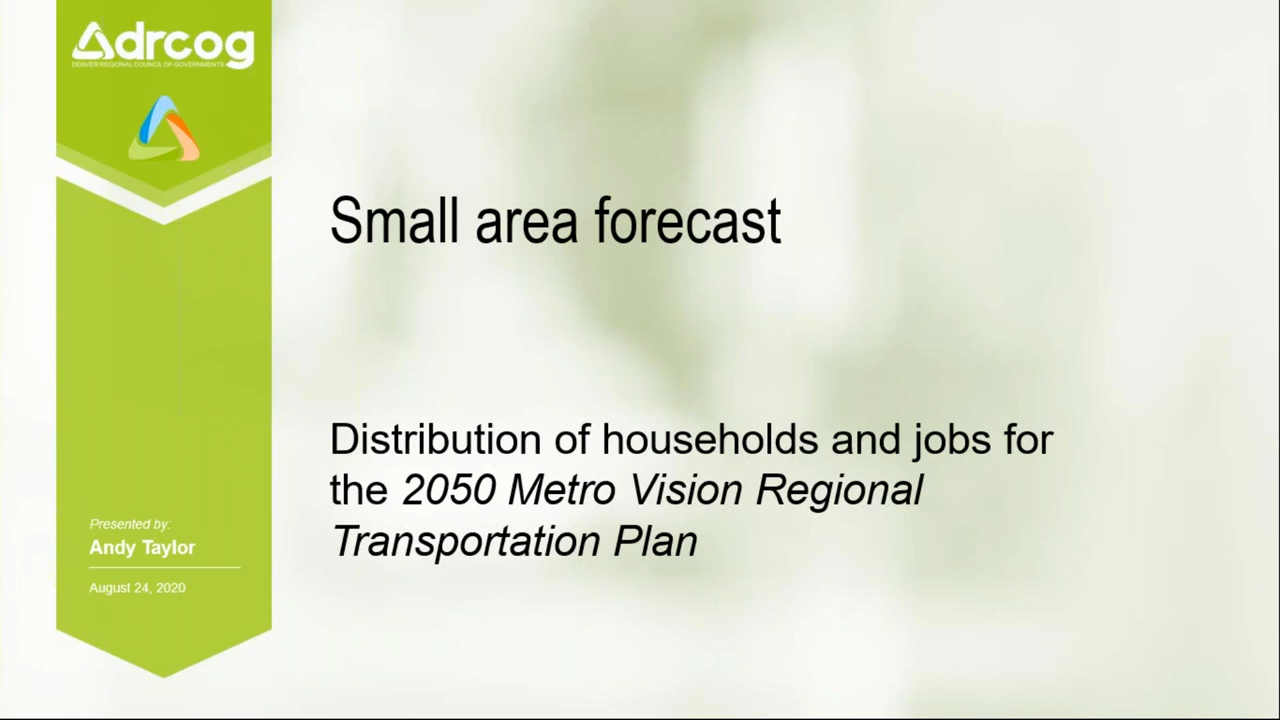 drcog
DENVER REGIONAL COUNCIL OF GOVERNMENTS
Small area forecast
Distribution of households and jobs for
the 2050 Metro Vision Regional
Transportation Plan
Presented by:
Andy Taylor
August 24, 2020